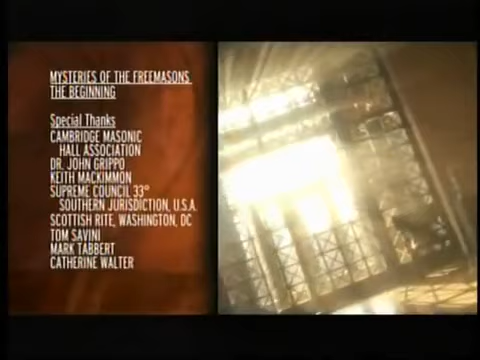 MYSTERIES OF THE FREEMASONS
THE BEGINNING
Special Thanks
CAMBRIDGE MASONIC
HALL ASSOCIATION
DR. JOHN GRIPPO
KEITH MACKIMMON
SUPREME COUNCIL 33°
SOUTHERN JURISDICTION, U.S.A.
SCOTTISH RITE, WASHINGTON, DC
TOM SAVINI
MARK TABBERT
CATHERINE WALTER